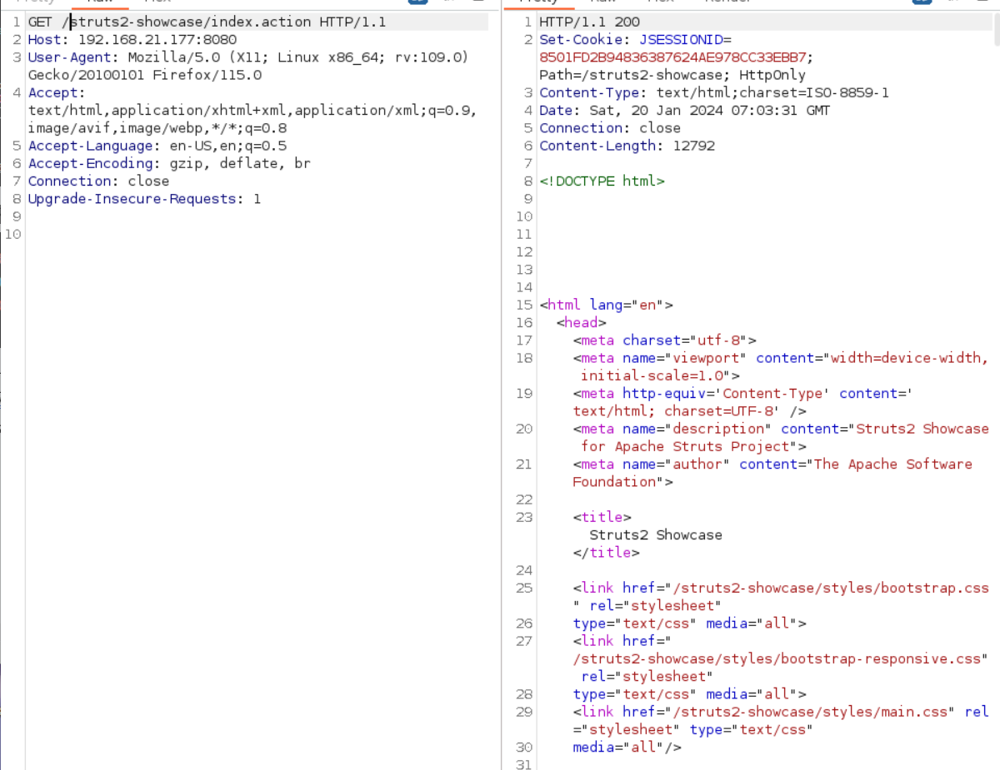 1 GET /struts2-showcase/index.action HTTP/1.1
2 Host: 192.168.21.177:8080
3 User-Agent: Mozilla/5.0 (X11; Linux x86_64; rv:109.0)
Gecko/20100101 Firefox/115.0
4 Accept:
text/html,application/xhtml+xml,application/xml;q=0.9,
image/avif,image/webp,*/*;q=0.8
5 Accept-Language: en-US,en;q=0.5
6 Accept-Encoding: gzip, deflate, br
7 Connection: close
8 Upgrade-Insecure-Requests: 1
9
10
1 HTTP/1.1 200
2 Set-Cookie: JSESSIONID=
8501FD2B94836387624AE978CC33EBB7;
Path=/struts2-showcase; HttpOnly
3 Content-Type: text/html;charset=ISO-8859-1
4 Date: Sat, 20 Jan 2024 07:03:31 GMT
5 Connection: close
6 Content-Length: 12792
7
8 <!DOCTYPE html>
9
10
11
12
13
14
15 <html lang="en">
16 <head>
17 <meta charset="utf-8">
18 <meta name="viewport" content="width=device-width,
initial-scale=1.0">
19 <meta http-equiv='Content-Type' content='
text/html; charset=UTF-8' />
20 <meta name="description" content="Struts2 Showcase
for Apache Struts Project">
21 <meta name="author" content="The Apache Software
Foundation">
22
23 <title>
Struts2 Showcase
</title>
24
25 <link href="/struts2-showcase/styles/bootstrap.css
" rel="stylesheet"
26 type="text/css" media="all">
27 <link href="
/struts2-showcase/styles/bootstrap-responsive.css"
rel="stylesheet"
28 type="text/css" media="all">
29 <link href="/struts2-showcase/styles/main.css" rel
="stylesheet" type="text/css"
30 media="all"/>
31